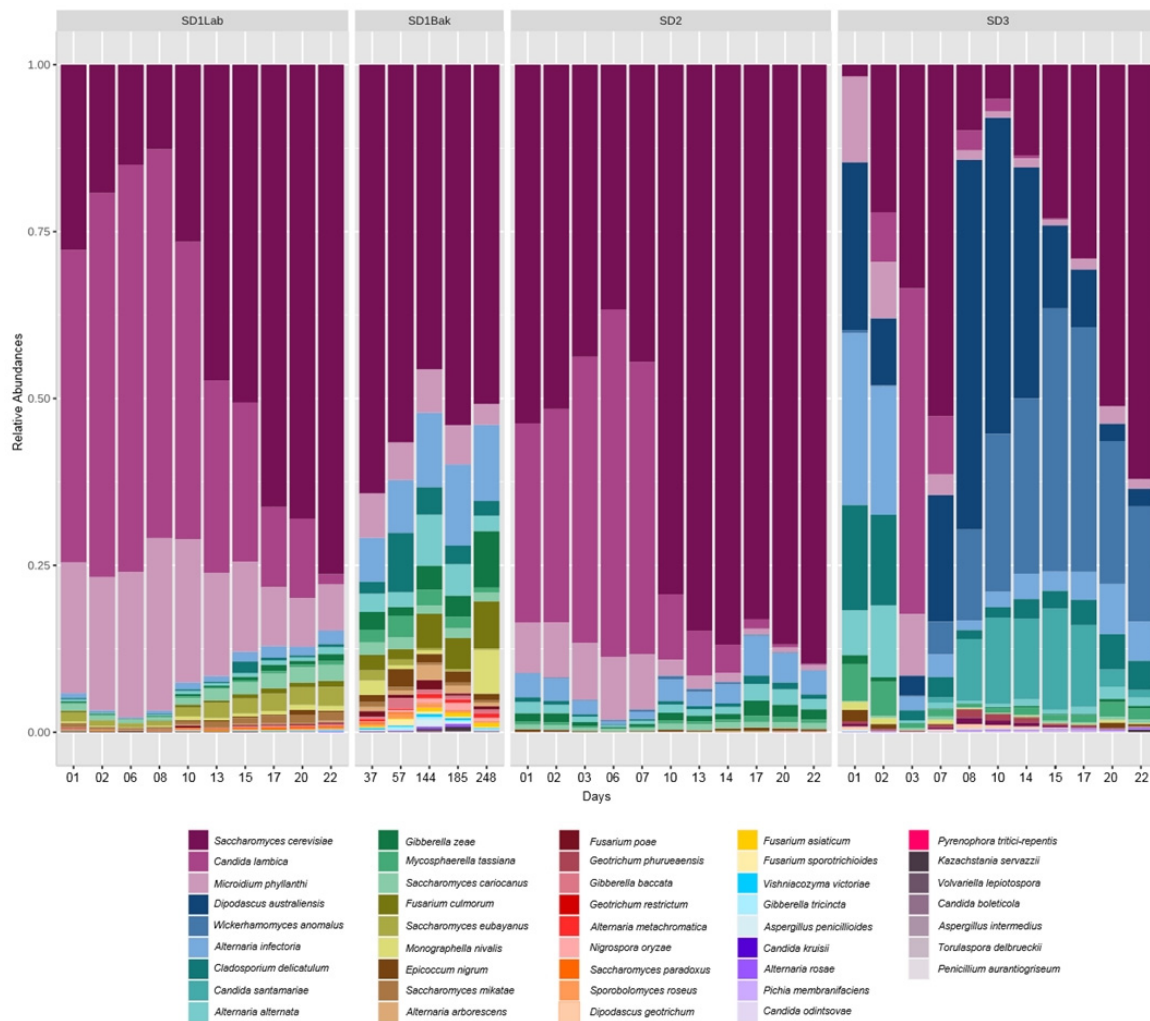 SD1Lab SD1Bak SD2 SD3
1.00
0.75
0.50
0.25
0.00
Relative Abundances
01 02 06 08 10 13 15 17 20 22 37 57 144 185 248 01 02 03 06 07 10 13 14 17 20 22 01 02 03 07 08 10 14 15 17 20 22
Days
Saccharomyces cerevisiae Gibberella zeae Fusarium poae Fusarium asiaticum Pyrenophora tritici-repentis
Candida lambica Mycosphaerella tassiana Geotrichum phurueaensis Fusarium sporotrichioides Kazachstania servazzii
Microidium phyllanthi Saccharomyces cariocanus Gibberella baccata Vishniacozyma victoriae Volvariella lepiotospora
Dipodascus australiensis Fusarium culmorum Geotrichum restrictum Gibberella tricincta Candida boleticola
Wickerhamomyces anomalus Saccharomyces eubayanus Alternaria metachromatica Aspergillus penicillioides Aspergillus intermedius
Alternaria infectoria Monographella nivalis Nigrospora oryzae Candida kruisii Torulaspora delbrueckii
Cladosporium delicatulum Epicoccum nigrum Saccharomyces paradoxus Alternaria rosae Penicillium aurantiogriseum
Candida santamariae Saccharomyces mikatae Sporobolomyces roseus Pichia membranifaciens
Alternaria alternata Alternaria arborescens Dipodascus geotrichum Candida odintsovae